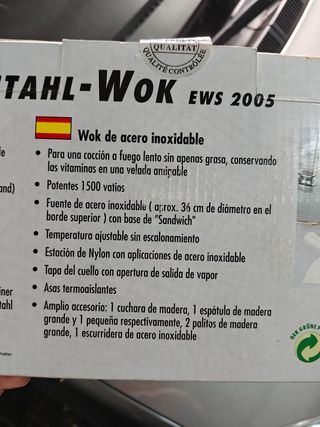 QUALITÄT
QUALITÉ CONTRÔLÉE
TAHL-WOK EWS 2005
Wok de acero inoxidable
• Para una cocción a fuego lento sin apenas grasa, conservando
las vitaminas en una velada amigable
• Potentes 1500 vatios
• Fuente de acero inoxidable ( aprox. 36 cm de diámetro en el
borde superior ) con base de "Sandwich"
• Temperatura ajustable sin escalonamiento
• Estación de Nylon con aplicaciones de acero inoxidable
• Tapa del cuello con apertura de salida de vapor
• Asas termoaislantes
• Amplio accesorio: 1 cuchara de madera, 1 espátula de madera
grande y 1 pequeña respectivamente, 2 palitos de madera
grande, 1 escurridera de acero inoxidable
DER GRÜNE P